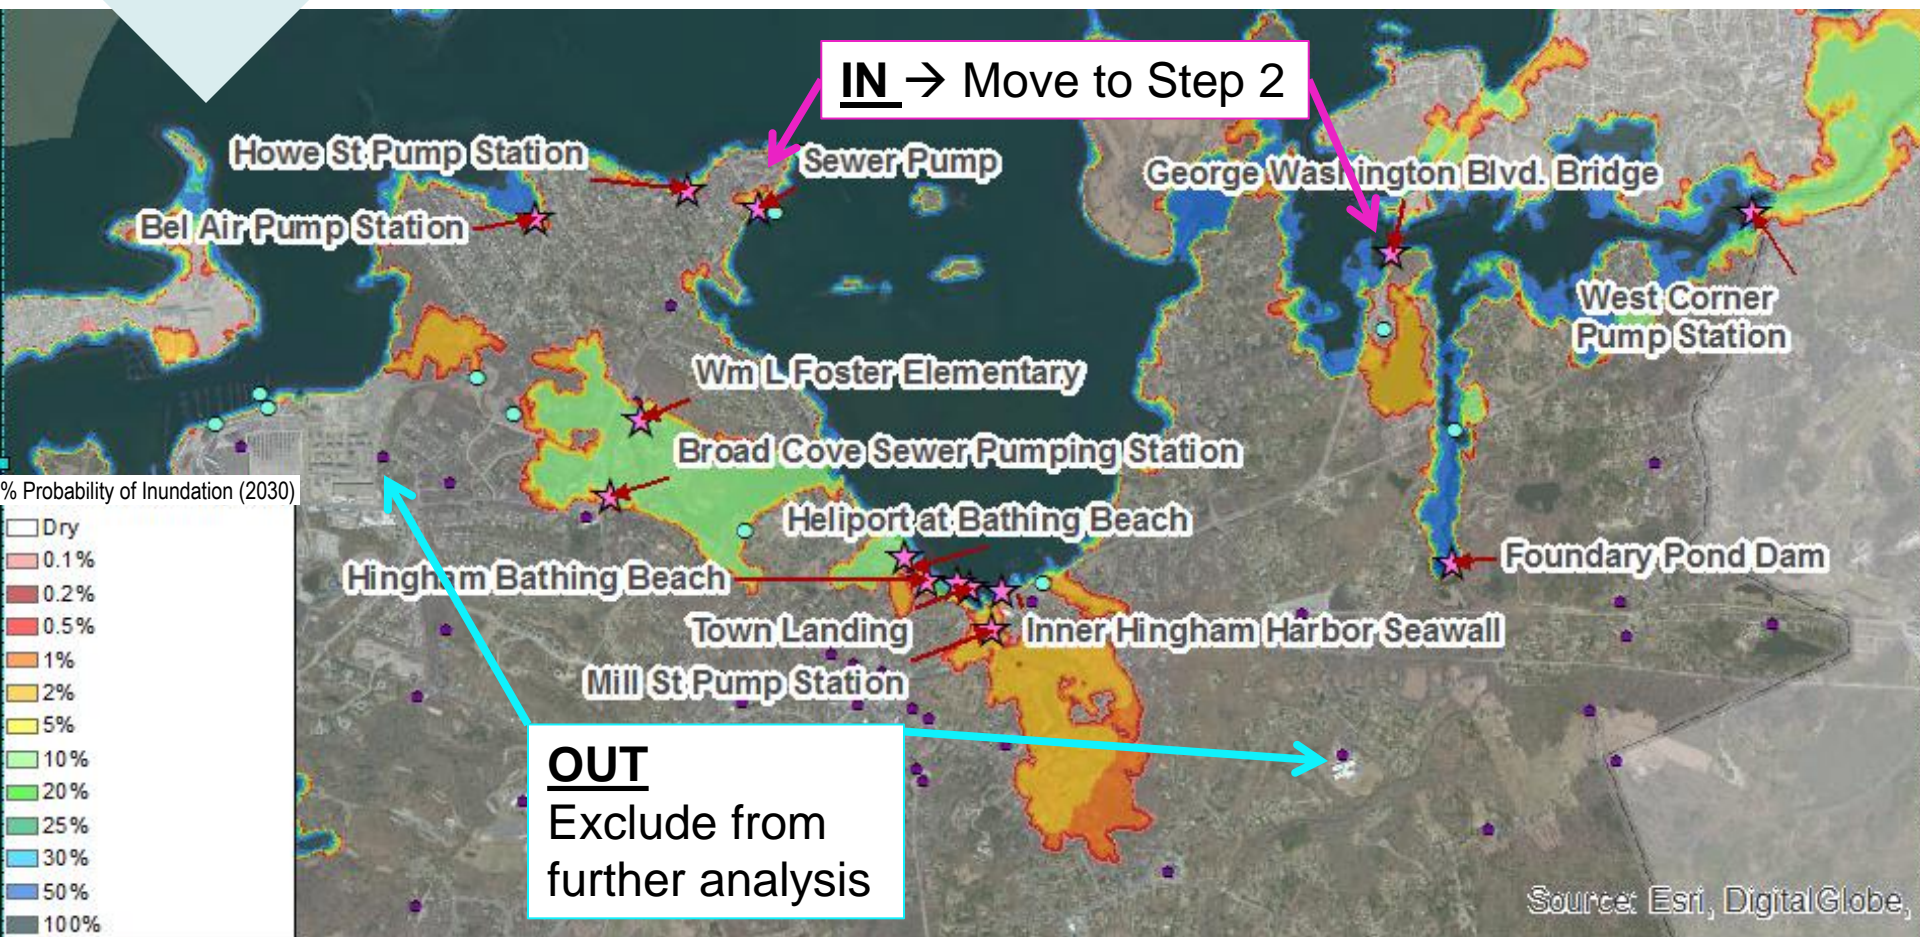 IN → Move to Step 2
Howe St Pump Station
Sewer Pump
George Washington Blvd. Bridge
Bel Air Pump Station
West Corner
Pump Station
Wm L Foster Elementary
Broad Cove Sewer Pumping Station
% Probability of Inundation (2030)
Dry
0.1%
0.2%
0.5%
1%
2%
5%
10%
20%
25%
30%
50%
100%
Heliport at Bathing Beach
Foundary Pond Dam
Hingham Bathing Beach
Town Landing
Inner Hingham Harbor Seawall
Mill St Pump Station
OUT
Exclude from
further analysis
Source: Esri, DigitalGlobe,